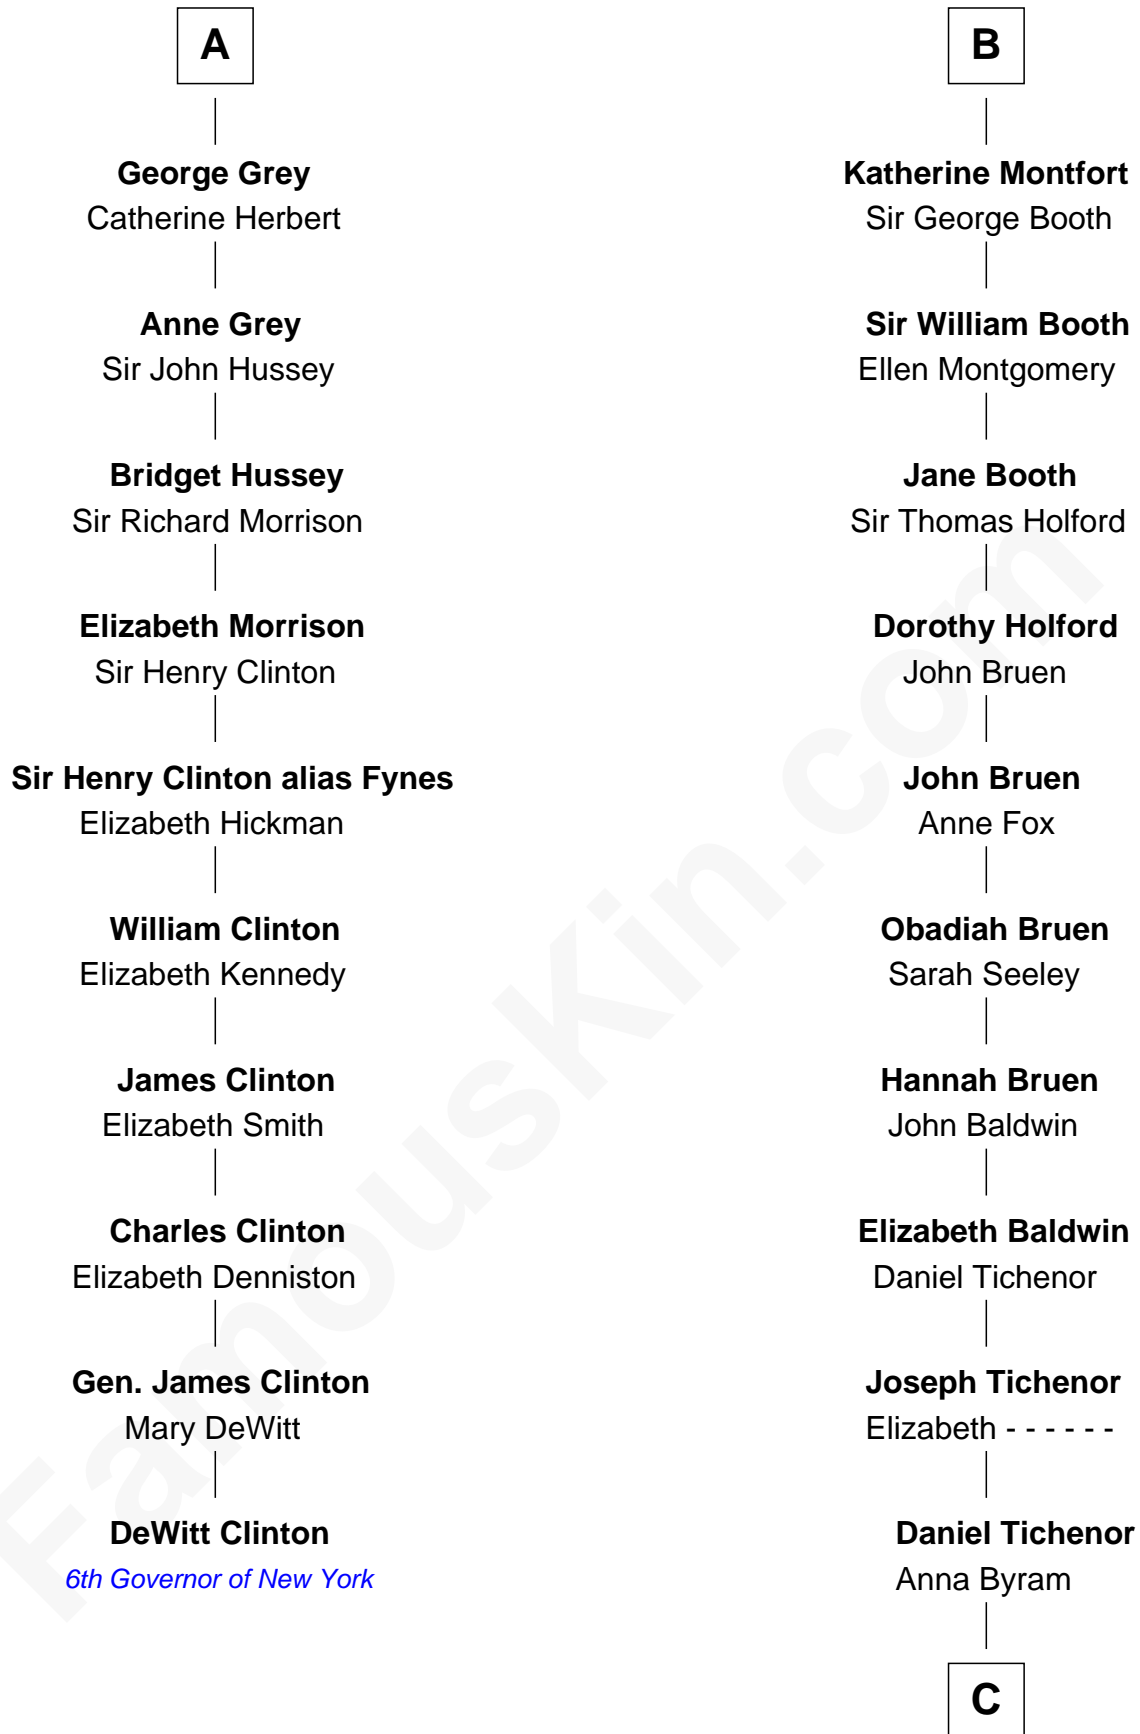 A
George Grey
Catherine Herbert
Anne Grey
Sir John Hussey
Bridget Hussey
Sir Richard Morrison
Elizabeth Morrison
Sir Henry Clinton
Sir Henry Clinton alias Fynes
Elizabeth Hickman
William Clinton
Elizabeth Kennedy
James Clinton
Elizabeth Smith
Charles Clinton
Elizabeth Denniston
Gen. James Clinton
Mary DeWitt
DeWitt Clinton
6th Governor of New York
B
Katherine Montfort
Sir George Booth
Sir William Booth
Ellen Montgomery
Jane Booth
Sir Thomas Holford
Dorothy Holford
John Bruen
John Bruen
Anne Fox
Obadiah Bruen
Sarah Seeley
Hannah Bruen
John Baldwin
Elizabeth Baldwin
Daniel Tichenor
Joseph Tichenor
Elizabeth - - - - - -
Daniel Tichenor
Anna Byram
C
FamousKin.com